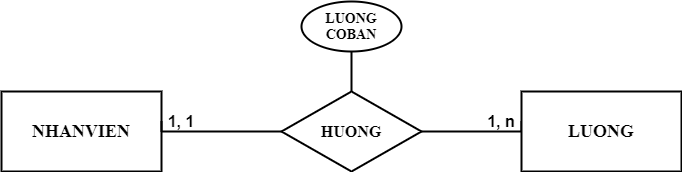 LUONG
COBAN
NHANVIEN
1, 1
HUONG
1, n
LUONG